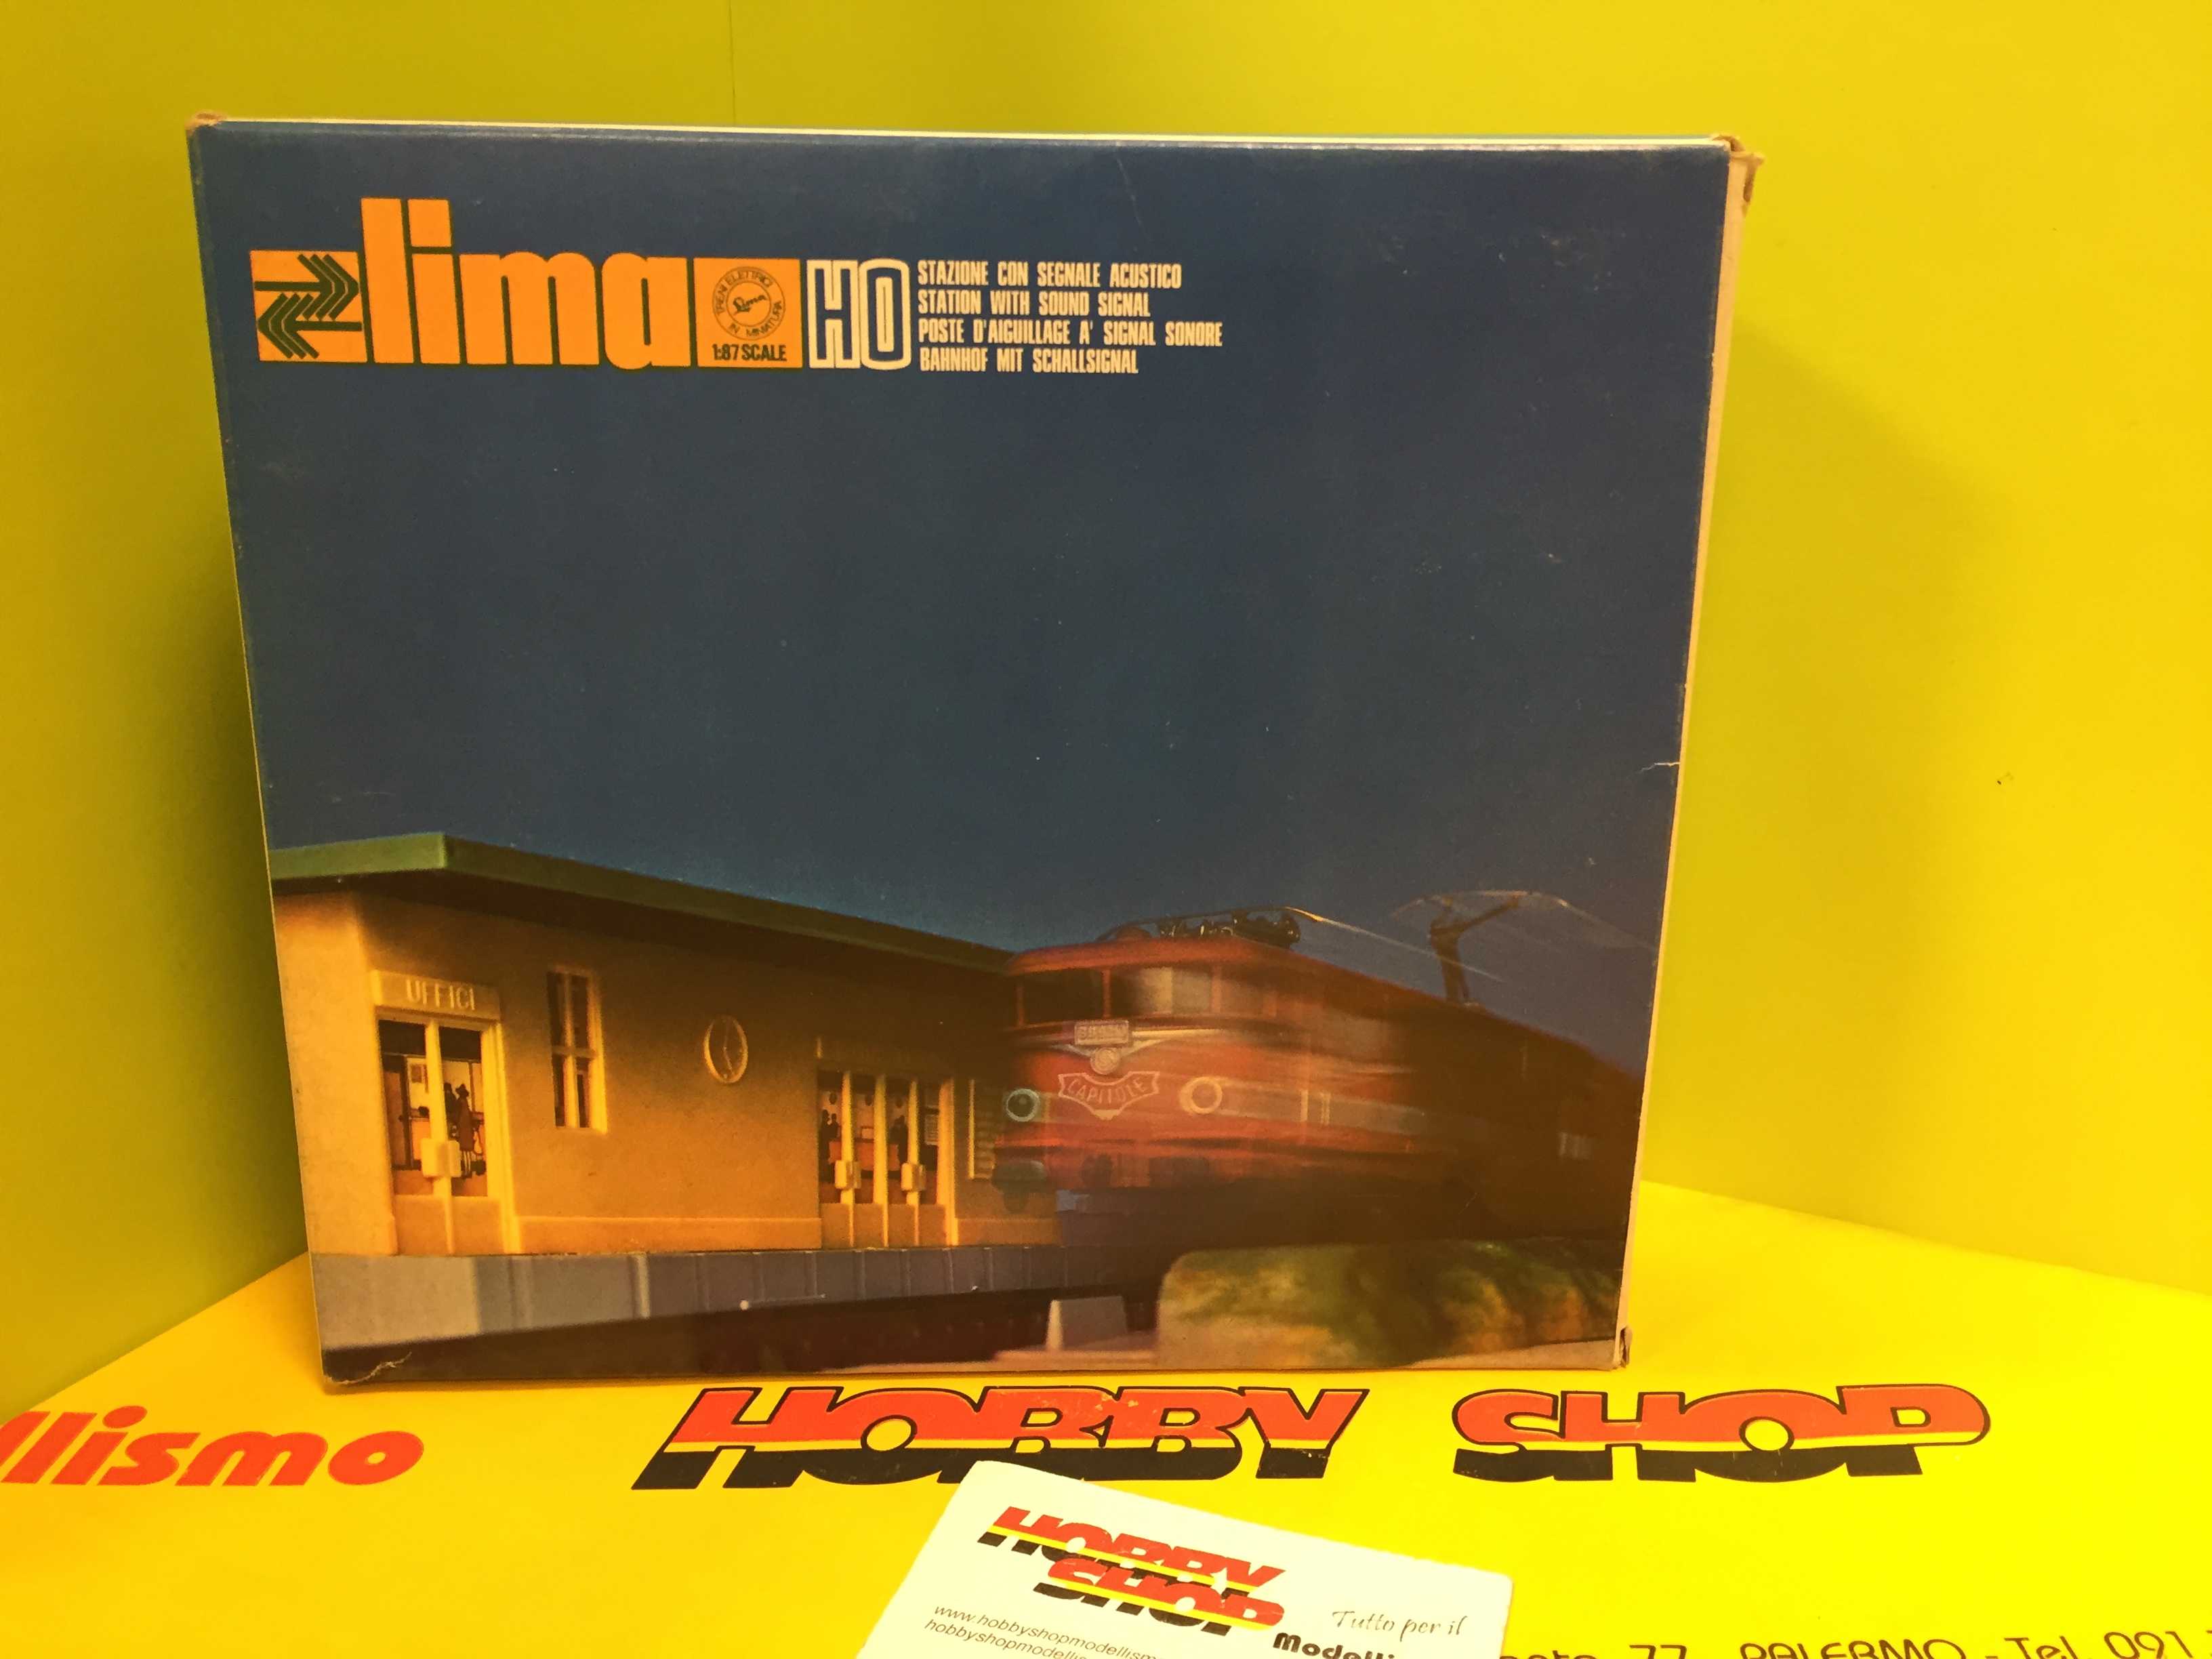 lima
TRENI ELETTRICI
Lima
IN MINIATURA
1:87 SCALE
HO
STAZIONE CON SEGNALE ACUSTICO
STATION WITH SOUND SIGNAL
POSTE D'AIGUILLAGE A' SIGNAL SONORE
BAHNHOF MIT SCHALLSIGNAL
UFFICI
CAPITOLE
llismo
HOBBY SHOP
HOBBY
SHOP
www.hobbyshopmodellism
hobbyshopmodellis
Tutto per il
Modelli
77 PALERMO - Tel. 091